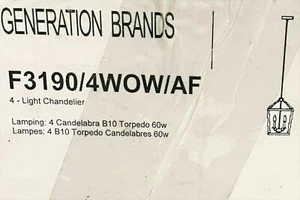 GENERATION BRANDS
F3190/4WOW/AF
4 - Light Chandelier
Lamping: 4 Candelabra B10 Torpedo 60w
Lampes: 4 B10 Torpedo Candelabres 60w